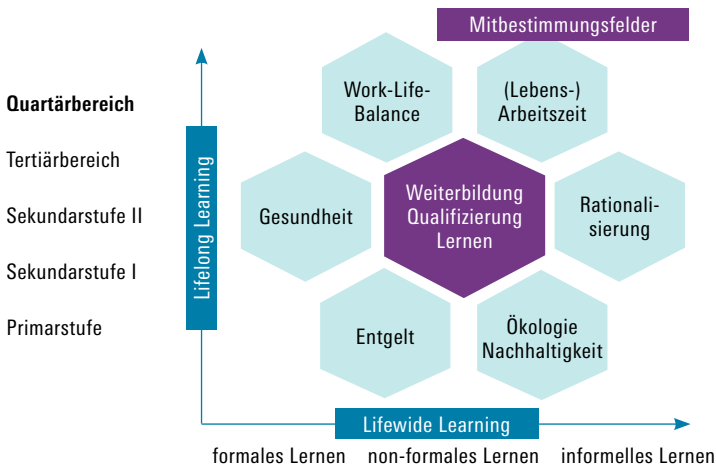 Mitbestimmungsfelder
Work-Life-
Balance
(Lebens-)
Arbeitszeit
Quartärbereich
Tertiärbereich
Sekundarstufe II
Sekundarstufe I
Primarstufe
Lifelong Learning
Gesundheit
Weiterbildung
Qualifizierung
Lernen
Rationali-
sierung
Entgelt
Ökologie
Nachhaltigkeit
Lifewide Learning
formales Lernen
non-formales Lernen
informelles Lernen